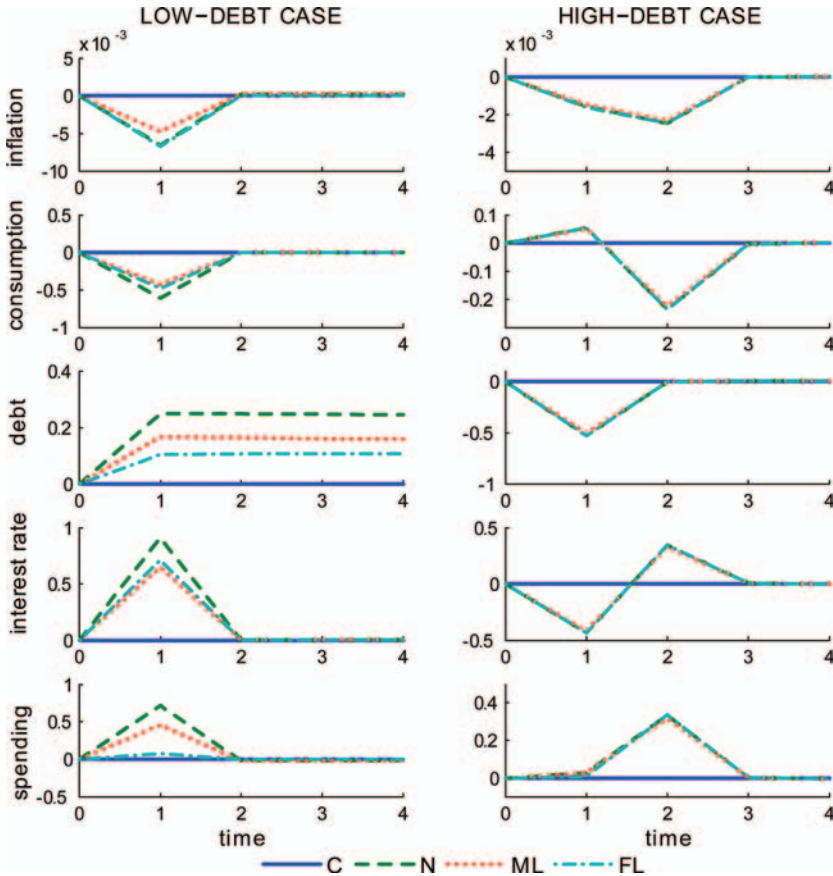 LOW−DEBT CASE
HIGH−DEBT CASE
x 10⁻³
5
0
-5
-10
inflation
0 1 2 3 4
x 10⁻³
0
-2
-4
0 1 2 3 4
0.5
0
-0.5
-1
consumption
0 1 2 3 4
0.1
0
-0.1
-0.2
0 1 2 3 4
0.4
0.2
0
debt
0 1 2 3 4
0
-0.5
-1
0 1 2 3 4
1
0.5
0
interest rate
0 1 2 3 4
0.5
0
-0.5
0 1 2 3 4
1
0.5
0
-0.5
spending
0 1 2 3 4
time
0.4
0.2
0
0 1 2 3 4
time
C N ML FL